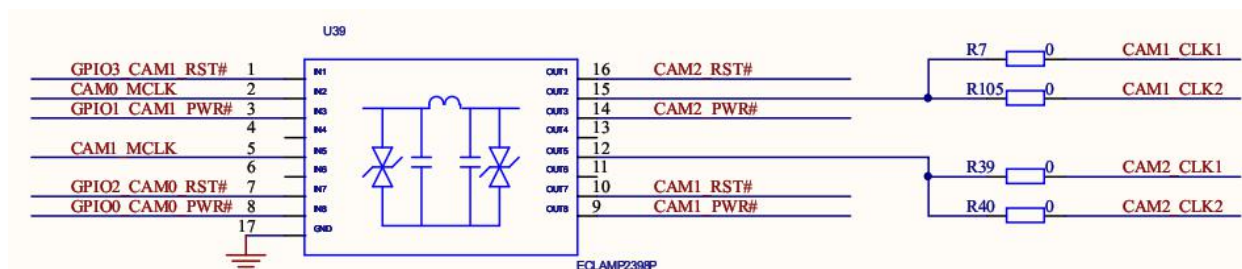 U39
R7 0 CAM1_CLK1
GPIO3_CAM1_RST# 1 IN1 OUT1 16 CAM2_RST#
CAM0_MCLK 2 IN2 OUT2 15 R105 0 CAM1_CLK2
GPIO1_CAM1_PWR# 3 IN3 OUT3 14 CAM2_PWR#
4 IN4 OUT4 13
CAM1_MCLK 5 IN5 OUT5 12
6 IN6 OUT6 11 R39 0 CAM2_CLK1
GPIO2_CAM0_RST# 7 IN7 OUT7 10 CAM1_RST#
GPIO0_CAM0_PWR# 8 IN8 OUT8 9 CAM1_PWR# R40 0 CAM2_CLK2
17 GND
ECLAMP2398P